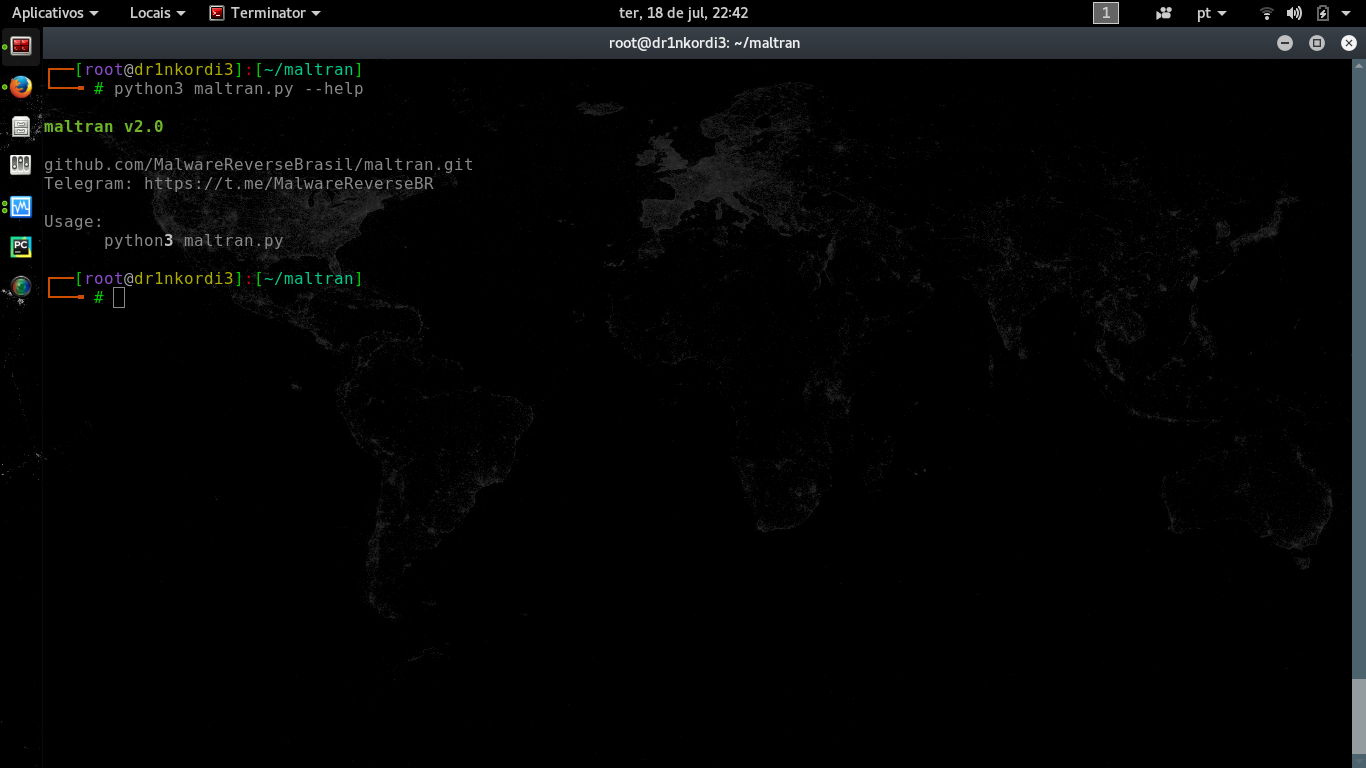 Aplicativos Locais Terminator ter, 18 de jul, 22:42 1 pt
root@dr1nkordi3: ~/maltran
[root@dr1nkordi3]:[~/maltran]
# python3 maltran.py --help
maltran v2.0
github.com/MalwareReverseBrasil/maltran.git
Telegram: https://t.me/MalwareReverseBR
Usage:
python3 maltran.py
[root@dr1nkordi3]:[~/maltran]
#
PC